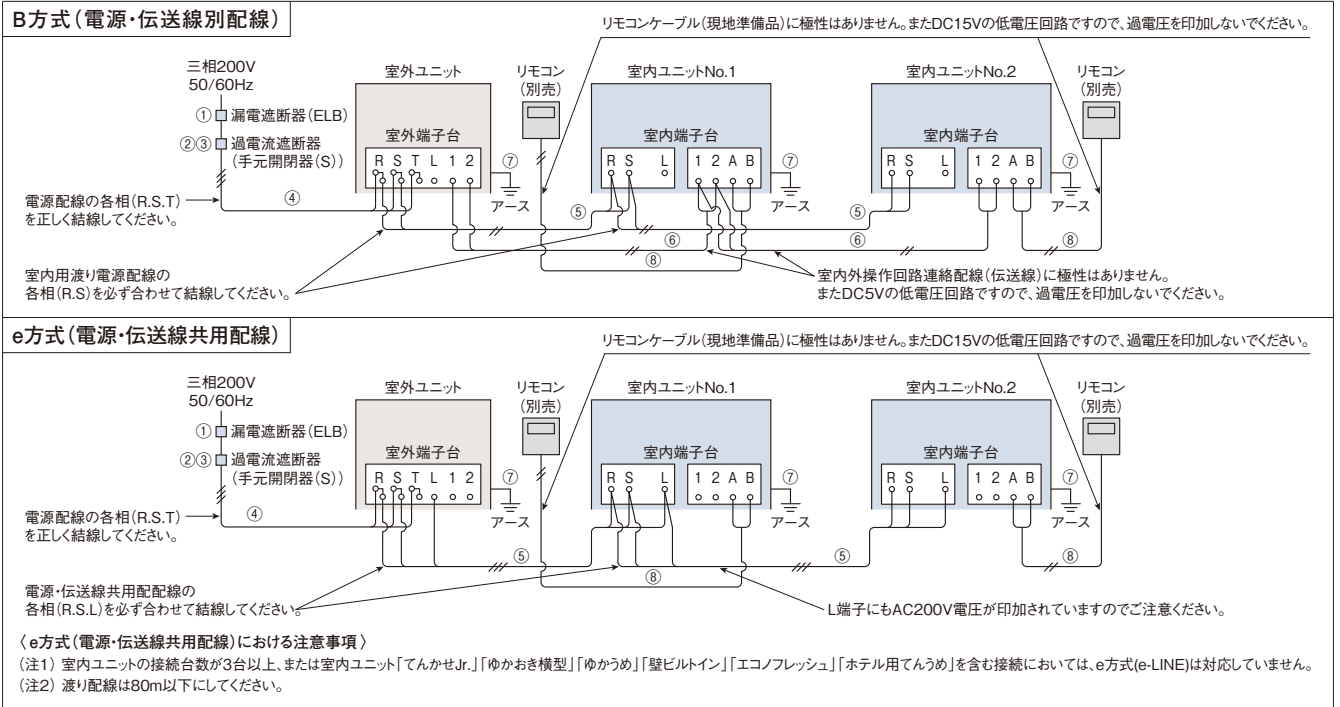 B方式(電源・伝送線別配線)
リモコンケーブル(現地準備品)に極性はありません。またDC15Vの低電圧回路ですので、過電圧を印加しないでください。
三相200V
50/60Hz
① 漏電遮断器(ELB)
②③ 過電流遮断器
(手元開閉器(S))
電源配線の各相(R.S.T)
を正しく結線してください。
④
室外ユニット
室外端子台
R S T L 1 2
⑦
アース
リモコン
(別売)
室内ユニットNo.1
室内端子台
R S L 1 2 A B
⑦
アース
室内ユニットNo.2
室内端子台
R S L 1 2 A B
⑦
アース
リモコン
(別売)
⑤
⑤
⑥
⑥
⑧
⑧
室内用渡り電源配線の
各相(R.S)を必ず合わせて結線してください。
室内外操作回路連絡配線(伝送線)に極性はありません。
またDC5Vの低電圧回路ですので、過電圧を印加しないでください。
e方式(電源・伝送線共用配線)
リモコンケーブル(現地準備品)に極性はありません。またDC15Vの低電圧回路ですので、過電圧を印加しないでください。
三相200V
50/60Hz
① 漏電遮断器(ELB)
②③ 過電流遮断器
(手元開閉器(S))
電源配線の各相(R.S.T)
を正しく結線してください。
④
室外ユニット
室外端子台
R S T L 1 2
⑦
アース
リモコン
(別売)
室内ユニットNo.1
室内端子台
R S L 1 2 A B
⑦
アース
室内ユニットNo.2
室内端子台
R S L 1 2 A B
⑦
アース
リモコン
(別売)
⑤
⑤
⑧
⑧
電源・伝送線共用配配線の
各相(R.S.L)を必ず合わせて結線してください。
L端子にもAC200V電圧が印加されていますのでご注意ください。
〈e方式(電源・伝送線共用配線)における注意事項〉
(注1) 室内ユニットの接続台数が3台以上、または室内ユニット「てんかせJr.」「ゆかおき横型」「ゆかうめ」「壁ビルトイン」「エコノフレッシュ」「ホテル用てんうめ」を含む接続においては、e方式(e-LINE)は対応していません。
(注2) 渡り配線は80m以下にしてください。